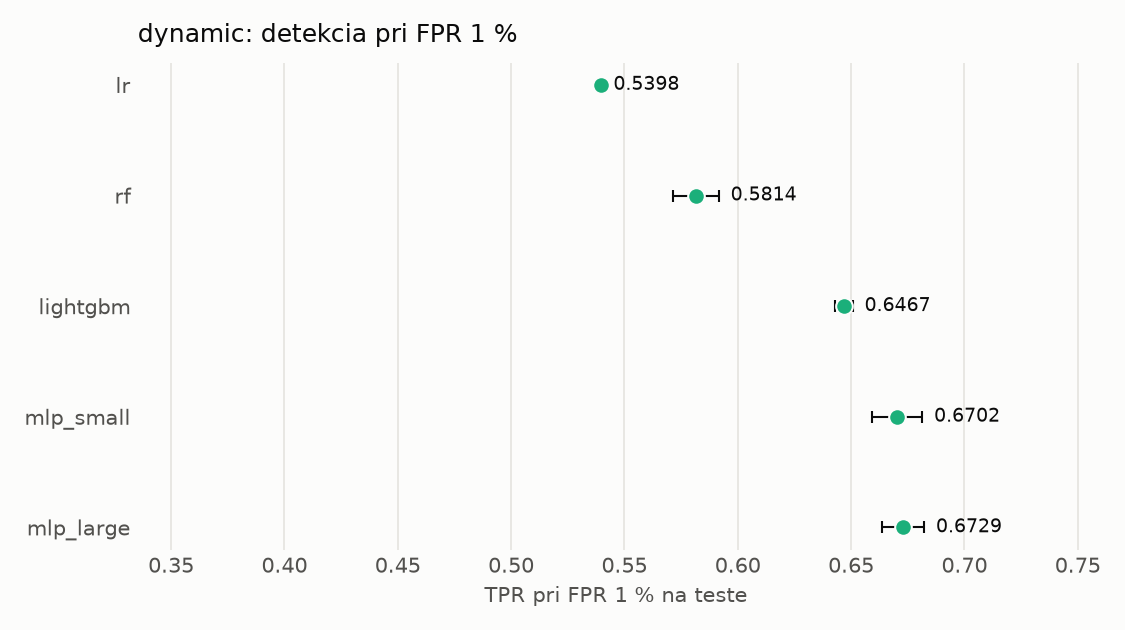 dynamic: detekcia pri FPR 1 %
lr
0.5398
rf
0.5814
lightgbm
0.6467
mlp_small
0.6702
mlp_large
0.6729
0.35 0.40 0.45 0.50 0.55 0.60 0.65 0.70 0.75
TPR pri FPR 1 % na teste